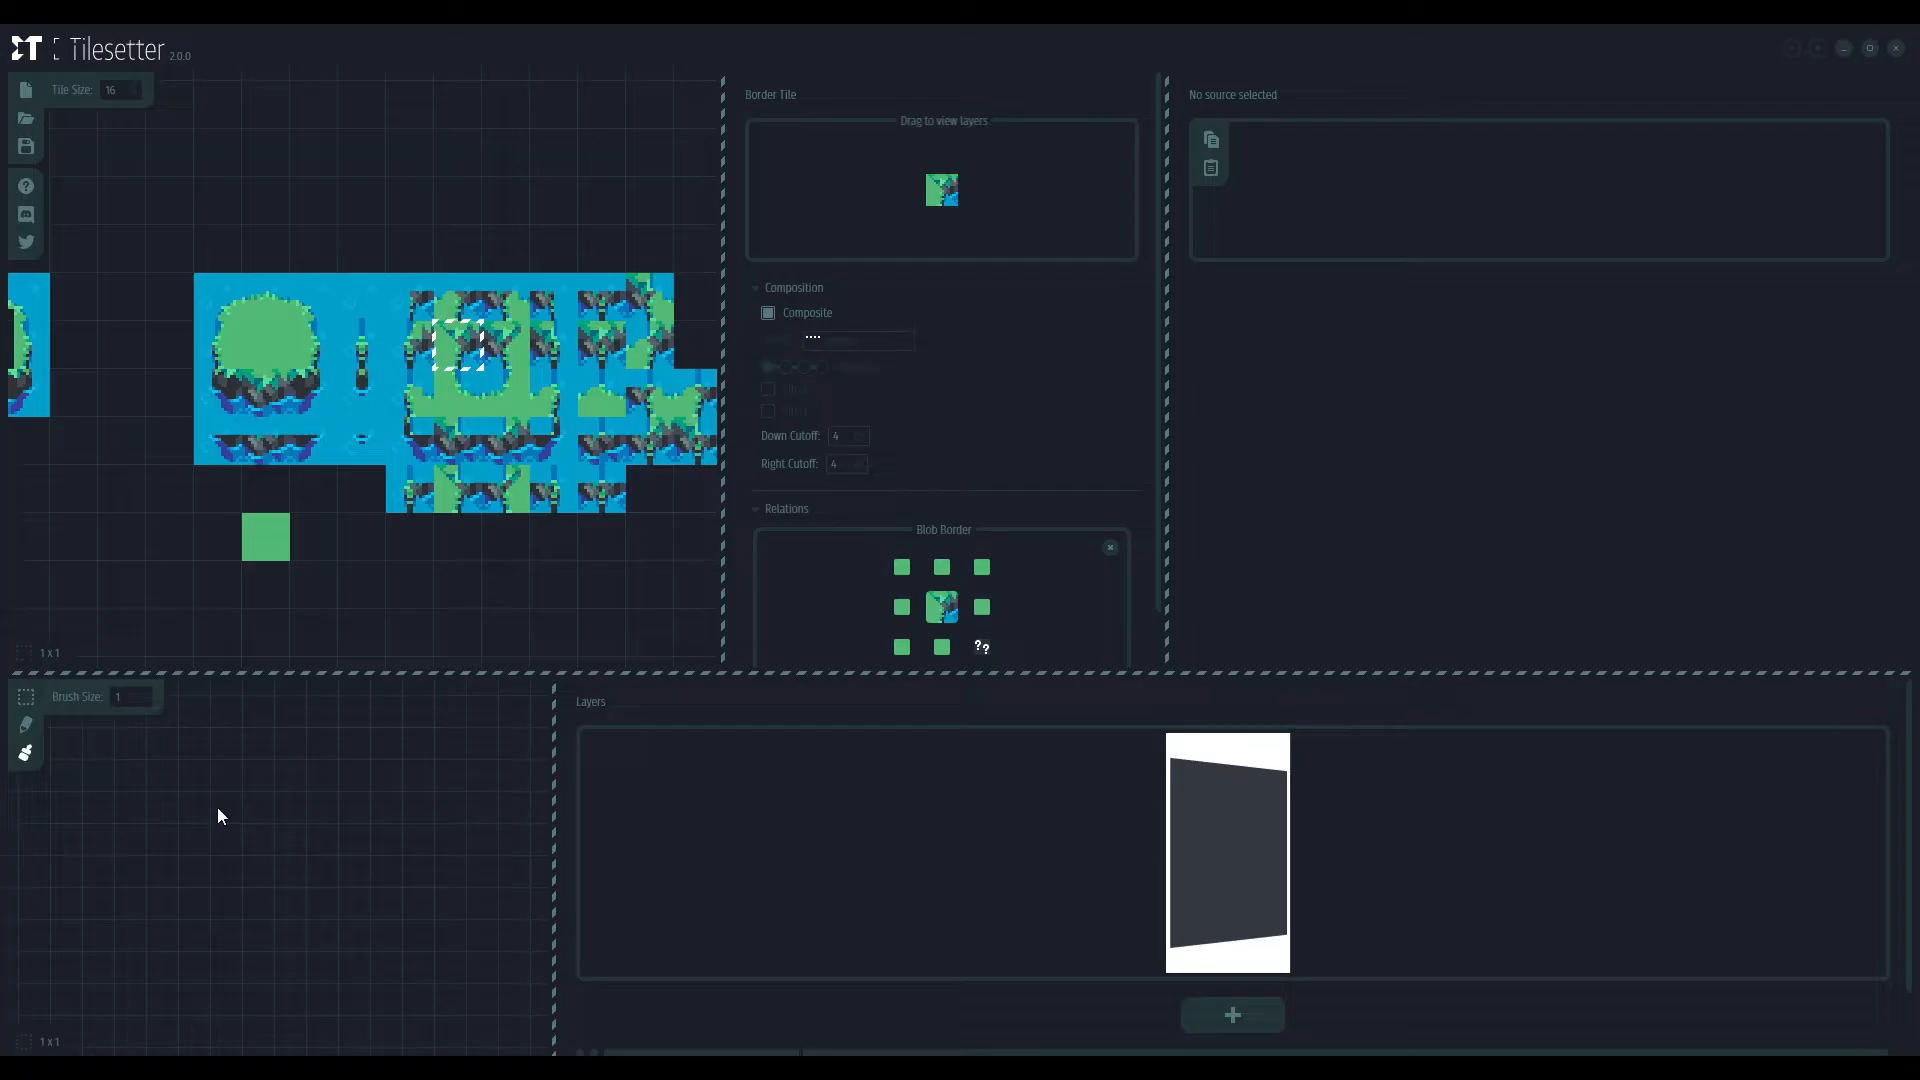 Tilesetter 2.0.0
Tile Size: 16
Border Tile
No source selected
Drag to view layers
Composition
Composite
Down Cutoff: 4
Right Cutoff: 4
Relations
Blob Border
??
1 x 1
Brush Size: 1
Layers
1 x 1